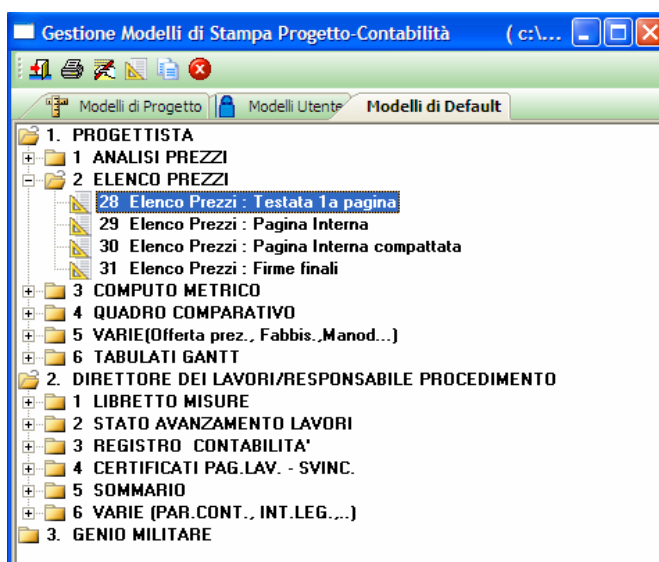 Gestione Modelli di Stampa Progetto-Contabilità ( c:\...
Modelli di Progetto Modelli Utente Modelli di Default
1. PROGETTISTA
1 ANALISI PREZZI
2 ELENCO PREZZI
28 Elenco Prezzi : Testata 1a pagina
29 Elenco Prezzi : Pagina Interna
30 Elenco Prezzi : Pagina Interna compattata
31 Elenco Prezzi : Firme finali
3 COMPUTO METRICO
4 QUADRO COMPARATIVO
5 VARIE(Offerta prez., Fabbis.,Manod...)
6 TABULATI GANTT
2. DIRETTORE DEI LAVORI/RESPONSABILE PROCEDIMENTO
1 LIBRETTO MISURE
2 STATO AVANZAMENTO LAVORI
3 REGISTRO CONTABILITA'
4 CERTIFICATI PAG.LAV. - SVINC.
5 SOMMARIO
6 VARIE (PAR.CONT., INT.LEG.,..)
3. GENIO MILITARE